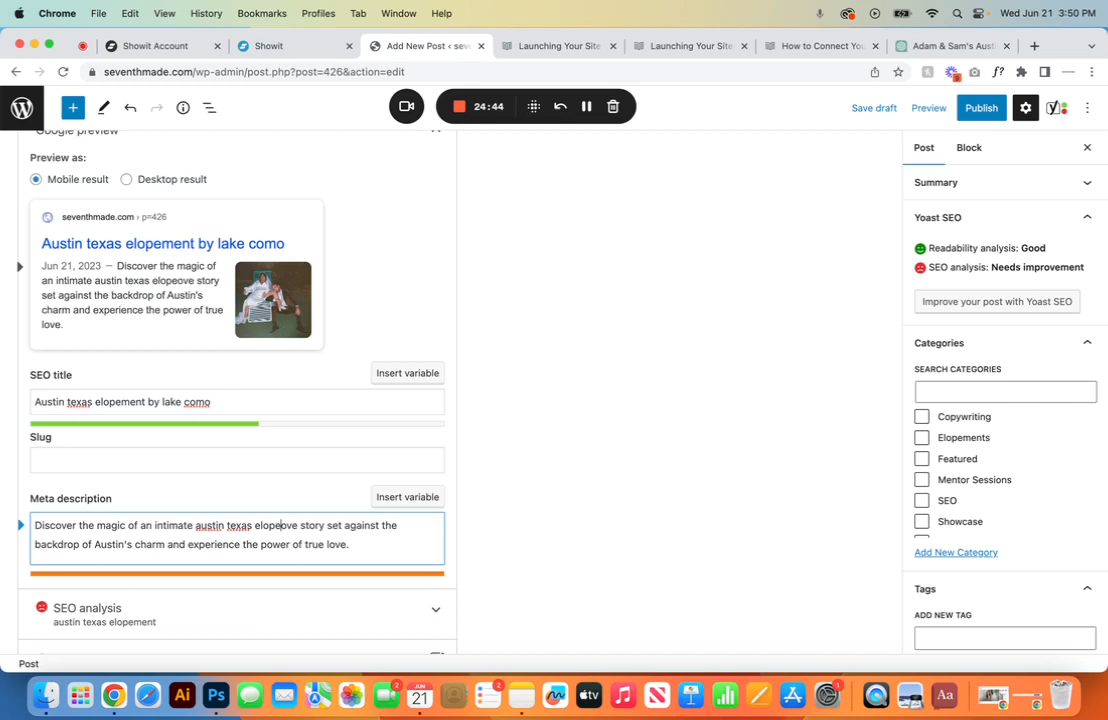 Chrome File Edit View History Bookmarks Profiles Tab Window Help Wed Jun 21 3:50 PM
Showit Account Showit Add New Post ‹ sev Launching Your Site Launching Your Site How to Connect You Adam & Sam's Aust
seventhmade.com/wp-admin/post.php?post=426&action=edit
24:44 Save draft Preview Publish
Google preview
Preview as:
Mobile result Desktop result
seventhmade.com › p=426
Austin texas elopement by lake como
Jun 21, 2023 — Discover the magic of
an intimate austin texas elopeove story
set against the backdrop of Austin's
charm and experience the power of true
love.
SEO title
Insert variable
Austin texas elopement by lake como
Slug
Meta description
Insert variable
Discover the magic of an intimate austin texas elopeove story set against the
backdrop of Austin's charm and experience the power of true love.
SEO analysis
austin texas elopement
Post
Post Block
Summary
Yoast SEO
Readability analysis: Good
SEO analysis: Needs improvement
Improve your post with Yoast SEO
Categories
SEARCH CATEGORIES
Copywriting
Elopements
Featured
Mentor Sessions
SEO
Showcase
Add New Category
Tags
ADD NEW TAG